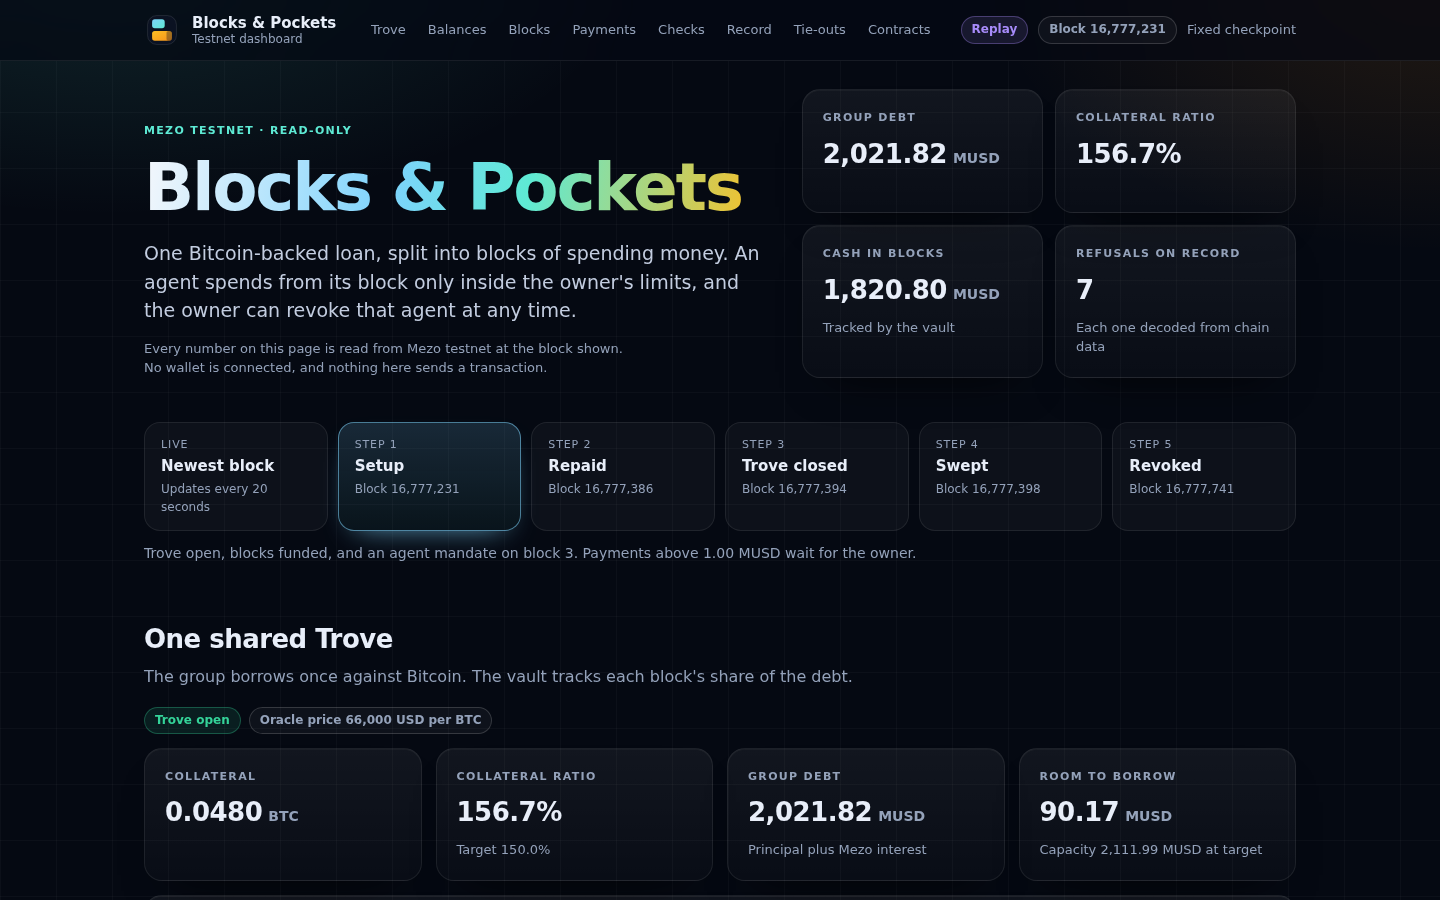 Blocks & Pockets
Testnet dashboard
Trove Balances Blocks Payments Checks Record Tie-outs Contracts
Replay Block 16,777,231 Fixed checkpoint
MEZO TESTNET · READ-ONLY
Blocks & Pockets
One Bitcoin-backed loan, split into blocks of spending money. An
agent spends from its block only inside the owner's limits, and
the owner can revoke that agent at any time.
Every number on this page is read from Mezo testnet at the block shown.
No wallet is connected, and nothing here sends a transaction.
GROUP DEBT
2,021.82 MUSD
COLLATERAL RATIO
156.7%
CASH IN BLOCKS
1,820.80 MUSD
Tracked by the vault
REFUSALS ON RECORD
7
Each one decoded from chain
data
LIVE
Newest block
Updates every 20
seconds
STEP 1
Setup
Block 16,777,231
STEP 2
Repaid
Block 16,777,386
STEP 3
Trove closed
Block 16,777,394
STEP 4
Swept
Block 16,777,398
STEP 5
Revoked
Block 16,777,741
Trove open, blocks funded, and an agent mandate on block 3. Payments above 1.00 MUSD wait for the owner.
One shared Trove
The group borrows once against Bitcoin. The vault tracks each block's share of the debt.
Trove open
Oracle price 66,000 USD per BTC
COLLATERAL
0.0480 BTC
COLLATERAL RATIO
156.7%
Target 150.0%
GROUP DEBT
2,021.82 MUSD
Principal plus Mezo interest
ROOM TO BORROW
90.17 MUSD
Capacity 2,111.99 MUSD at target